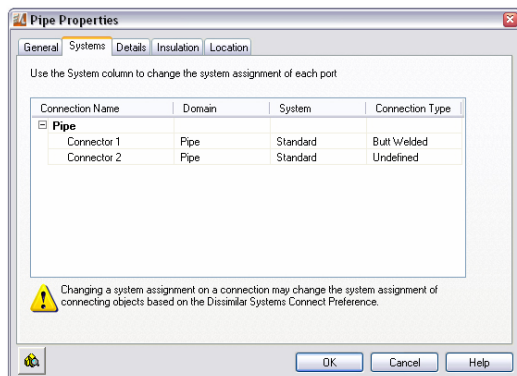 Pipe Properties
General Systems Details Insulation Location
Use the System column to change the system assignment of each port
Connection Name Domain System Connection Type
Pipe
Connector 1 Pipe Standard Butt Welded
Connector 2 Pipe Standard Undefined
Changing a system assignment on a connection may change the system assignment of
connecting objects based on the Dissimilar Systems Connect Preference.
OK Cancel Help